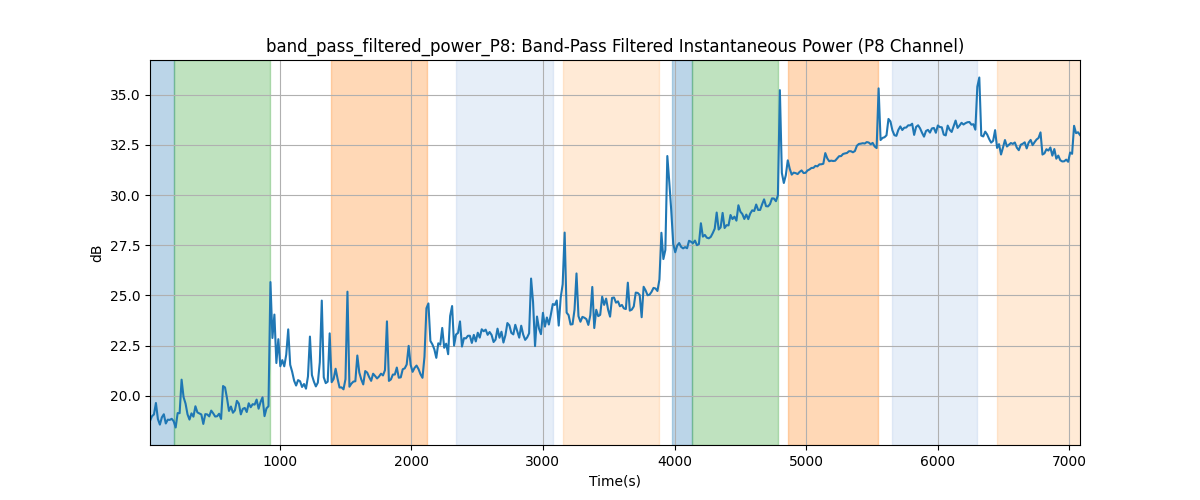 band_pass_filtered_power_P8: Band-Pass Filtered Instantaneous Power (P8 Channel)
35.0
32.5
30.0
27.5
25.0
22.5
20.0
dB
1000 2000 3000 4000 5000 6000 7000
Time(s)